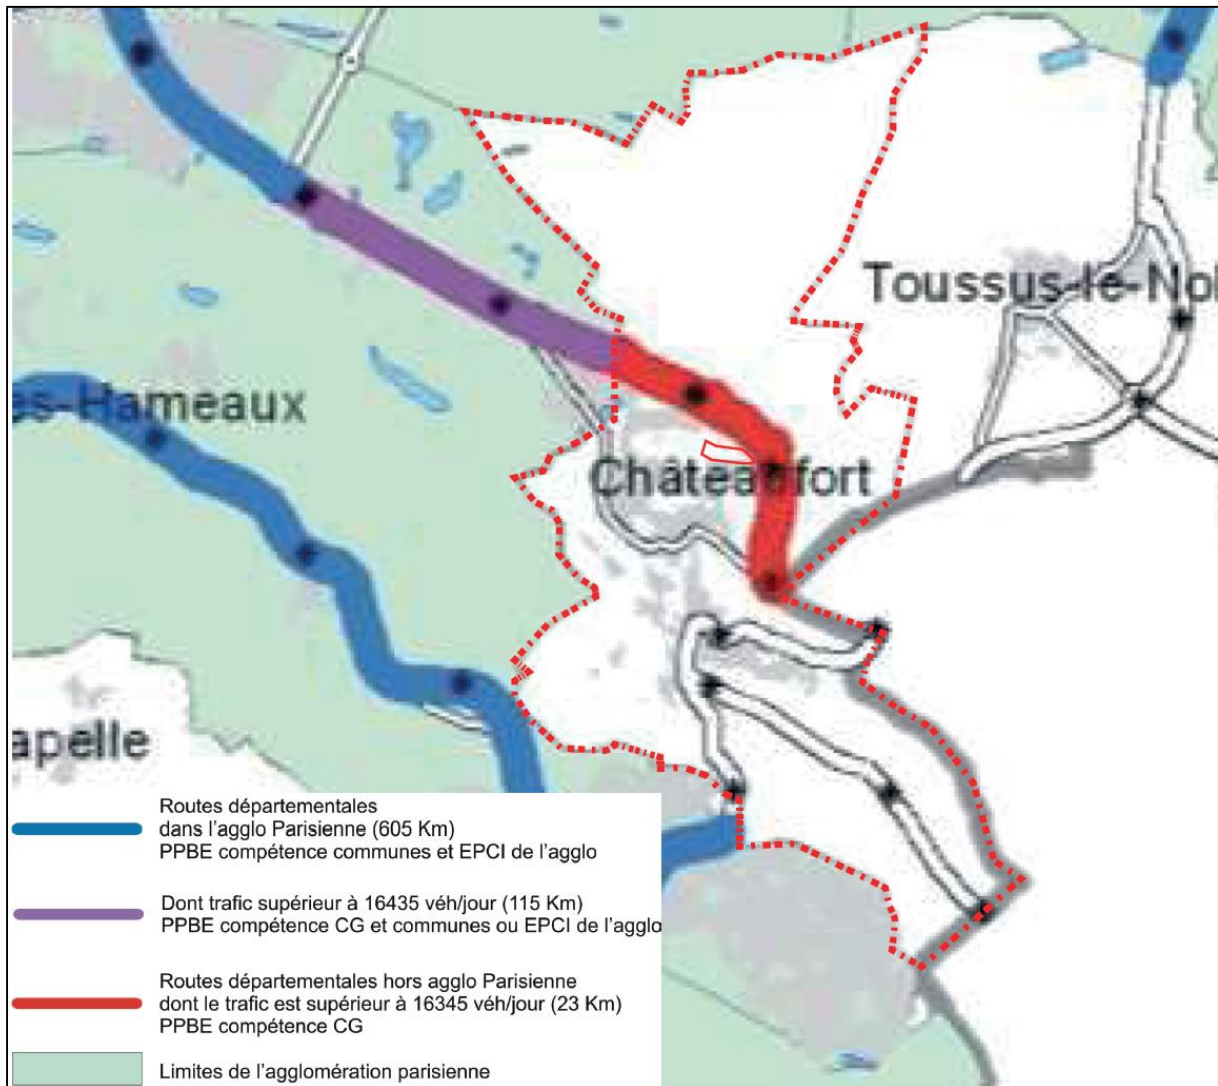 Toussus-le-Nol
es-Hameaux
Châteaufort
apelle
Routes départementales
dans l'agglo Parisienne (605 Km)
PPBE compétence communes et EPCI de l'agglo
Dont trafic supérieur à 16435 véh/jour (115 Km)
PPBE compétence CG et communes ou EPCI de l'agglo
Routes départementales hors agglo Parisienne
dont le trafic est supérieur à 16345 véh/jour (23 Km)
PPBE compétence CG
Limites de l'agglomération parisienne